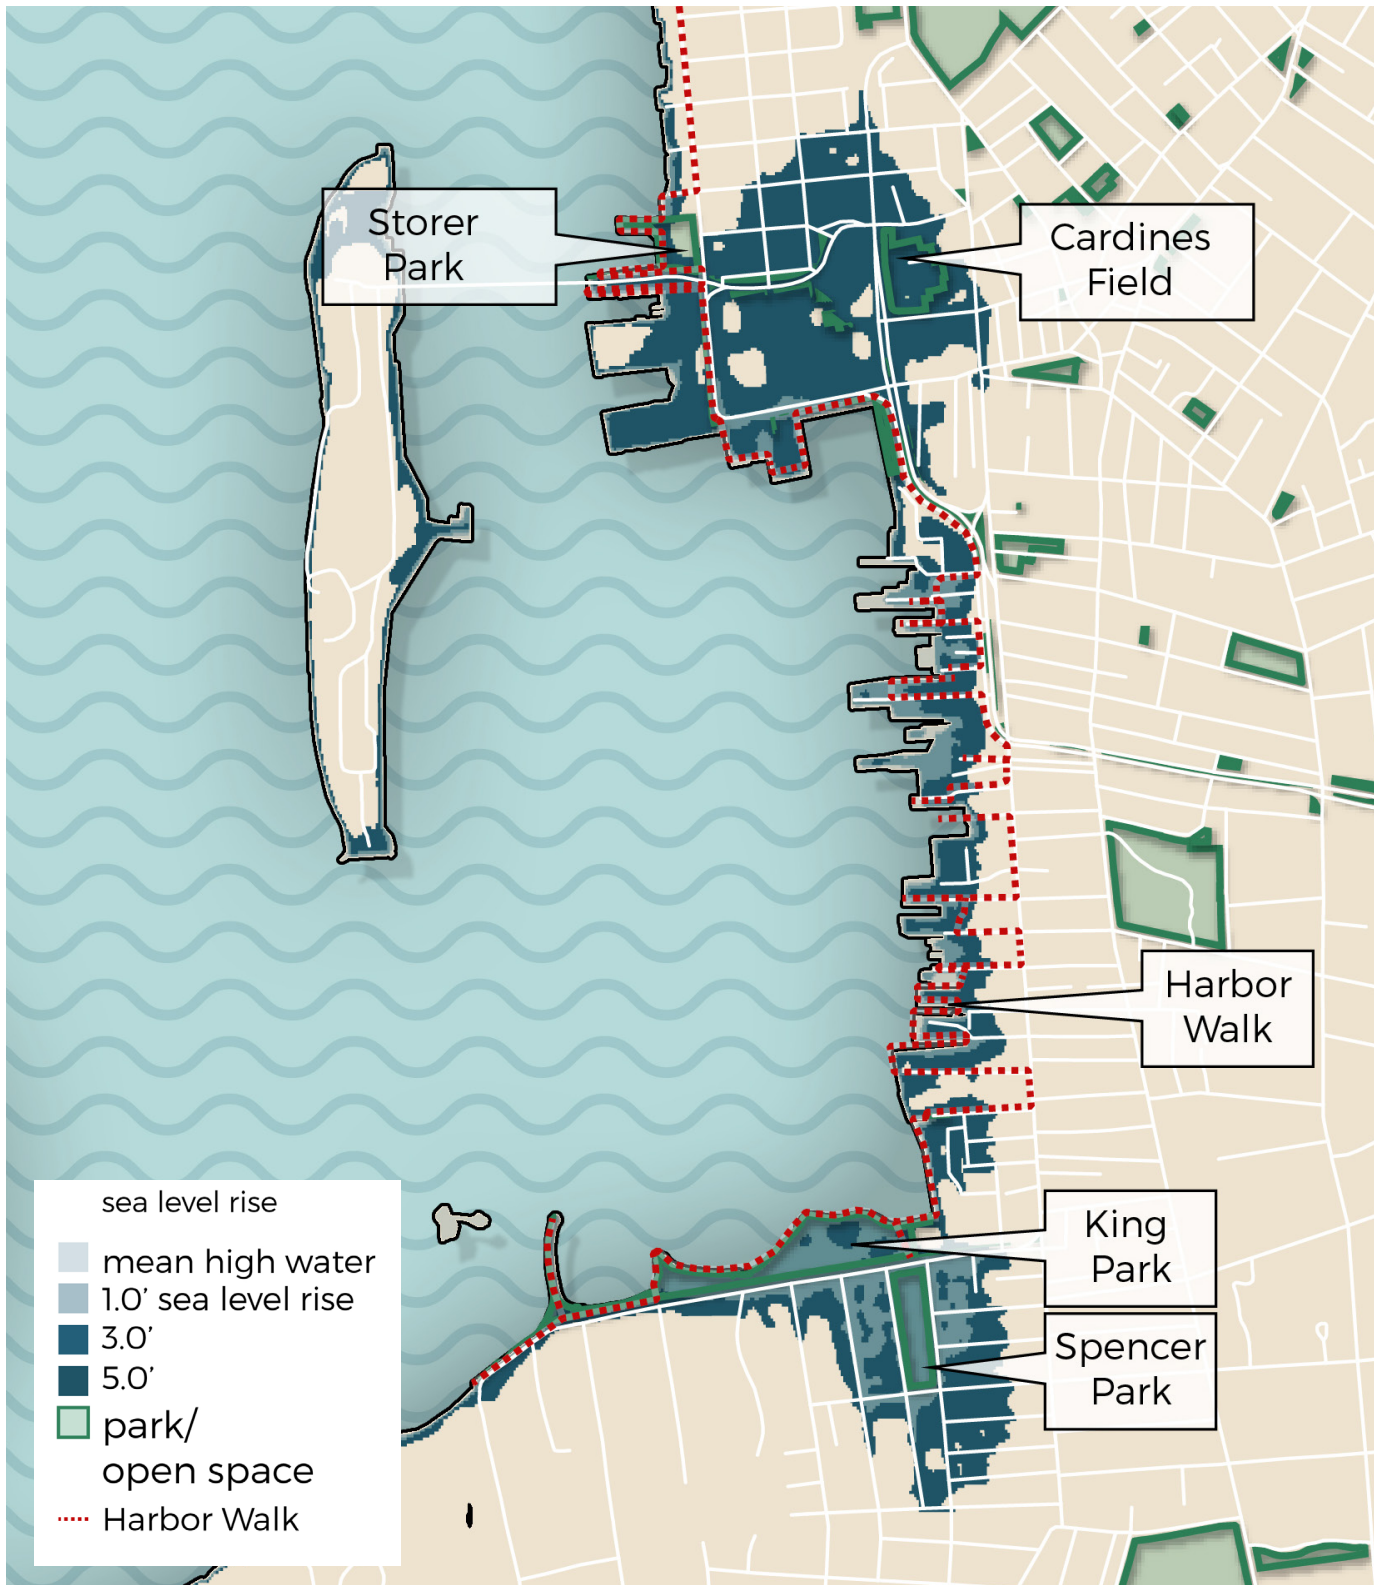 Storer
Park
Cardines
Field
Harbor
Walk
King
Park
Spencer
Park
sea level rise
mean high water
1.0’ sea level rise
3.0’
5.0’
park/
open space
Harbor Walk